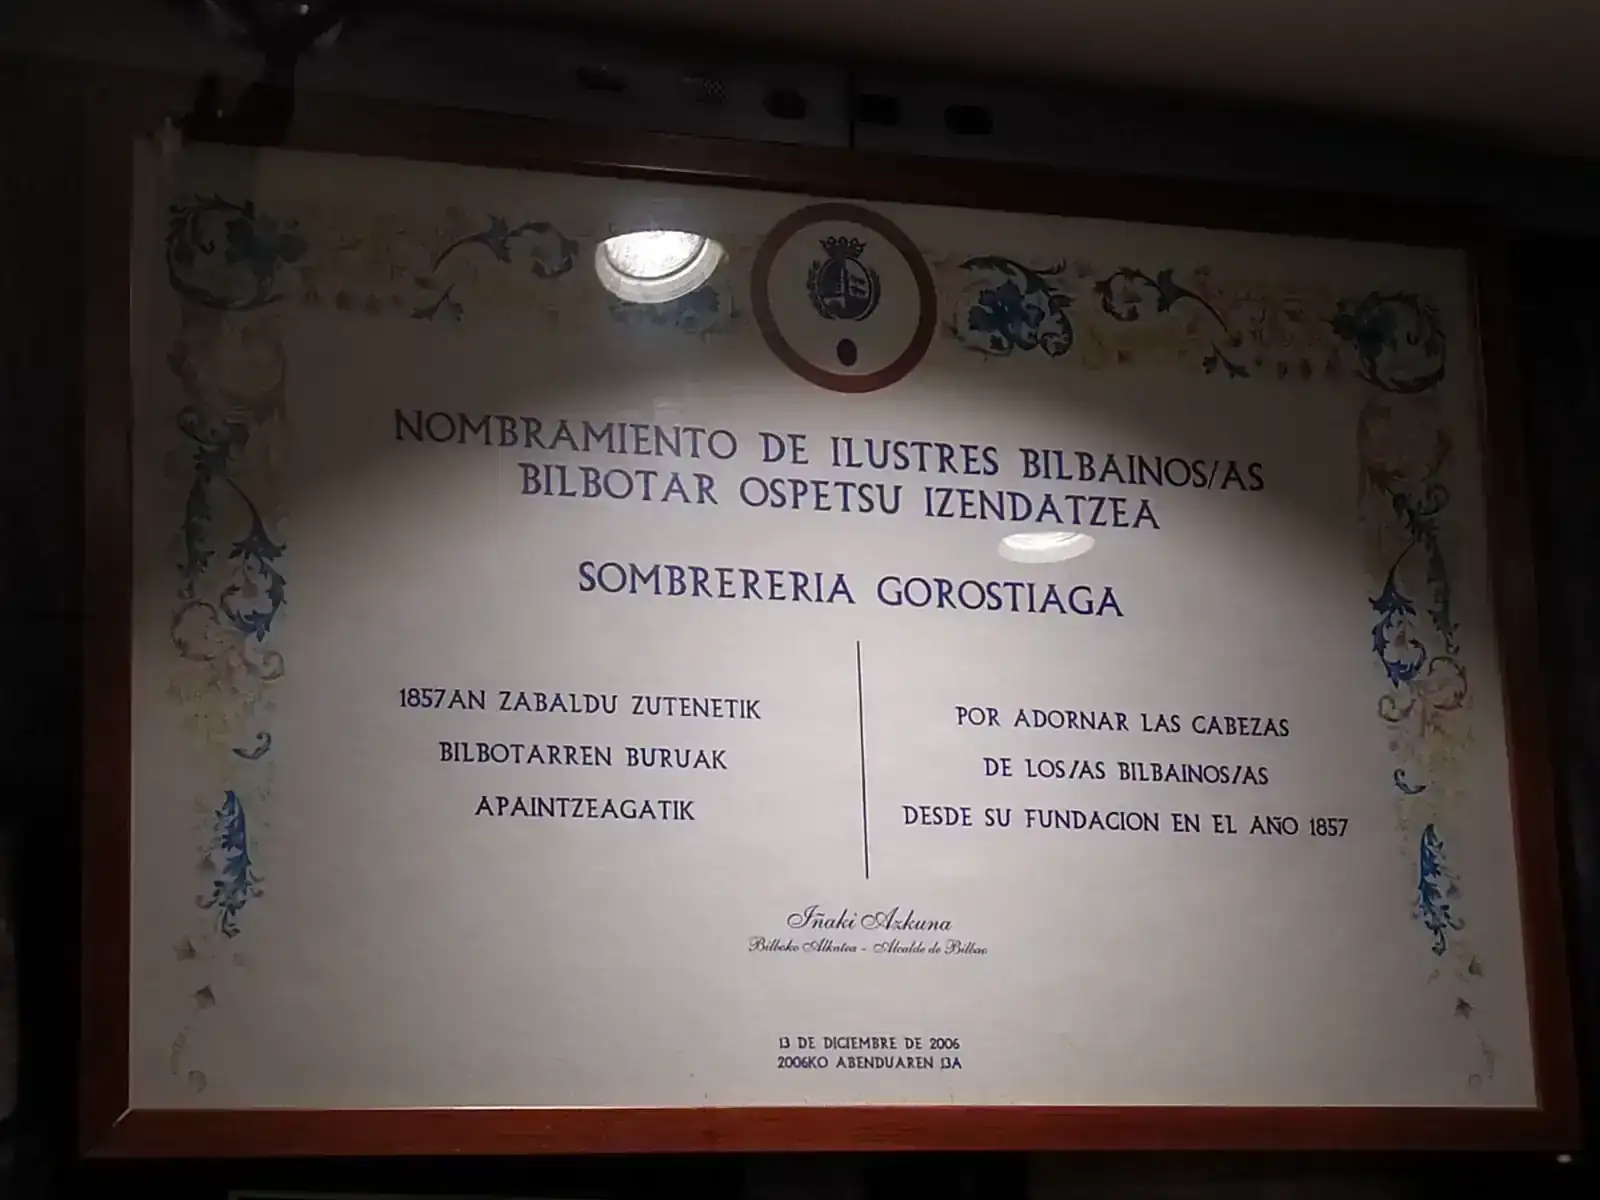 NOMBRAMIENTO DE ILUSTRES BILBAINOS/AS
BILBOTAR OSPETSU IZENDATZEA
SOMBRERERIA GOROSTIAGA
1857AN ZABALDU ZUTENETIK
BILBOTARREN BURUAK
APAINTZEAGATIK
POR ADORNAR LAS CABEZAS
DE LOS/AS BILBAINOS/AS
DESDE SU FUNDACION EN EL AÑO 1857
Iñaki Azkuna
Bilboko Alkatea - Alcalde de Bilbao
13 DE DICIEMBRE DE 2006
2006KO ABENDUAREN 13A